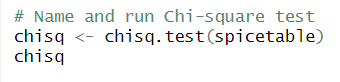 # Name and run Chi-square test
chisq <- chisq.test(spicetable)
chisq